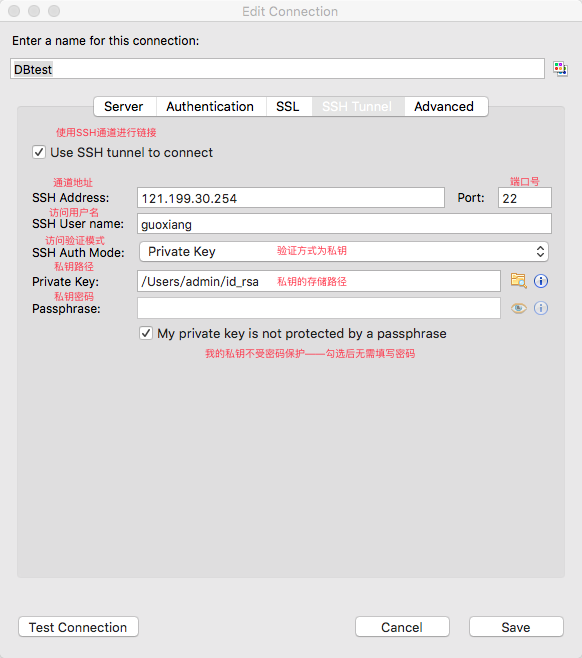 Edit Connection
Enter a name for this connection:
DBtest
Server Authentication SSL SSH Tunnel Advanced
使用SSH通道进行链接
Use SSH tunnel to connect
通道地址 端口号
SSH Address: 121.199.30.254 Port: 22
访问用户名
SSH User name: guoxiang
访问验证模式
SSH Auth Mode: Private Key 验证方式为私钥
私钥路径
Private Key: /Users/admin/id_rsa 私钥的存储路径
私钥密码
Passphrase:
My private key is not protected by a passphrase
我的私钥不受密码保护——勾选后无需填写密码
Test Connection Cancel Save